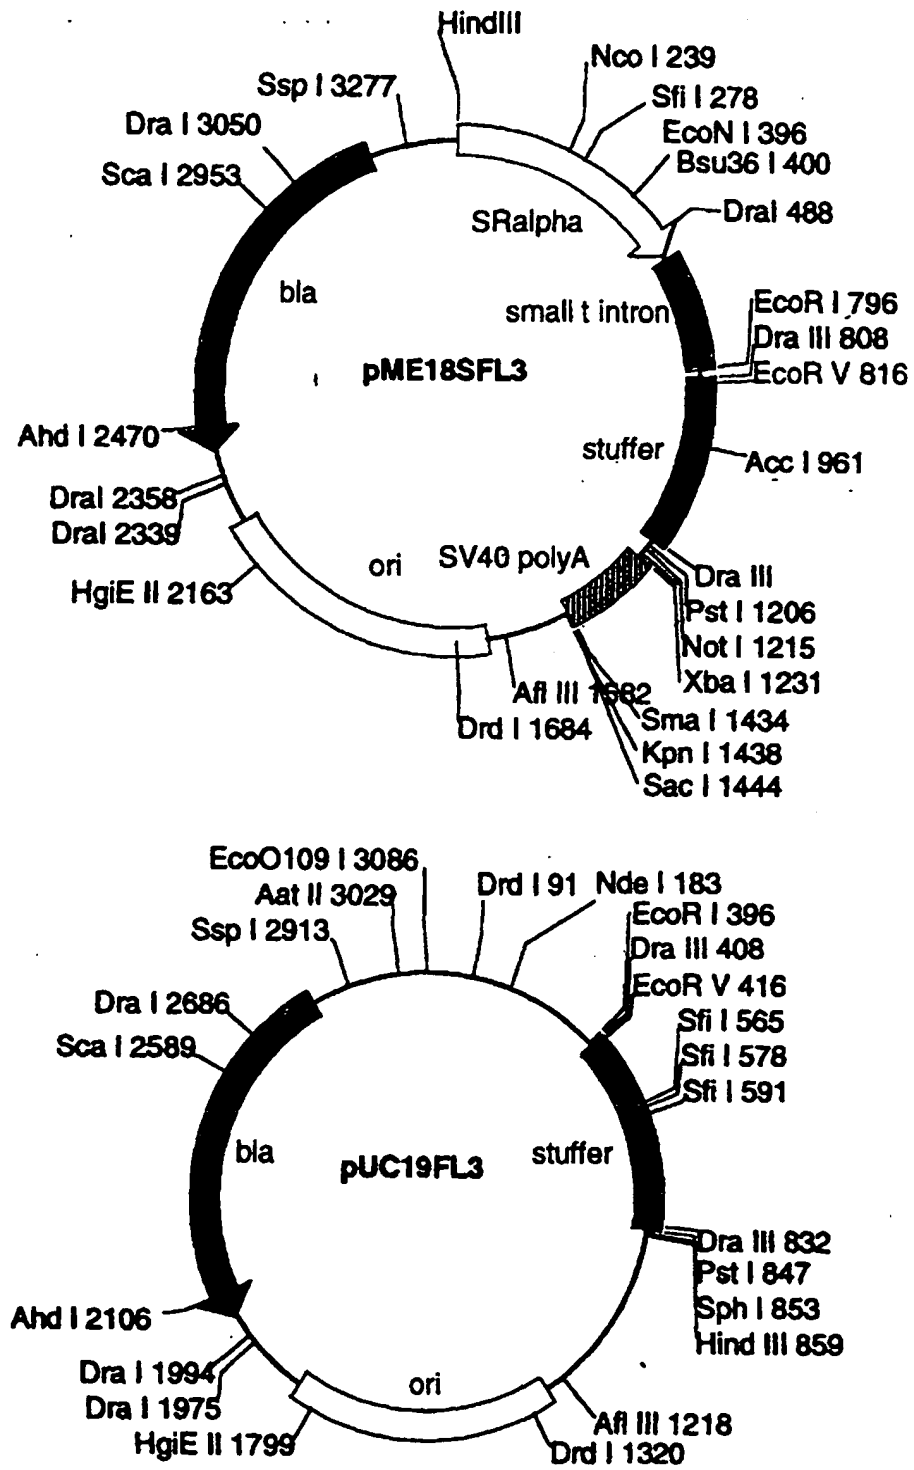 HindIII
Nco I 239
Ssp I 3277
Sfi I 278
Dra I 3050
EcoN I 396
Bsu36 I 400
Sca I 2953
DraI 488
SRalpha
bla
small t intron
EcoR I 796
Dra III 808
pME18SFL3
EcoR V 816
Ahd I 2470
stuffer
Acc I 961
DraI 2358
DraI 2339
ori
SV40 polyA
Dra III
HgiE II 2163
Pst I 1206
Not I 1215
Xba I 1231
Afl III 1582
Sma I 1434
Drd I 1684
Kpn I 1438
Sac I 1444
EcoO109 I 3086
Drd I 91
Nde I 183
Aat II 3029
EcoR I 396
Ssp I 2913
Dra III 408
EcoR V 416
Dra I 2686
Sfi I 565
Sca I 2589
Sfi I 578
Sfi I 591
bla
stuffer
pUC19FL3
Dra III 832
Pst I 847
Ahd I 2106
Sph I 853
Hind III 859
Dra I 1994
ori
Dra I 1975
Afl III 1218
HgiE II 1799
Drd I 1320